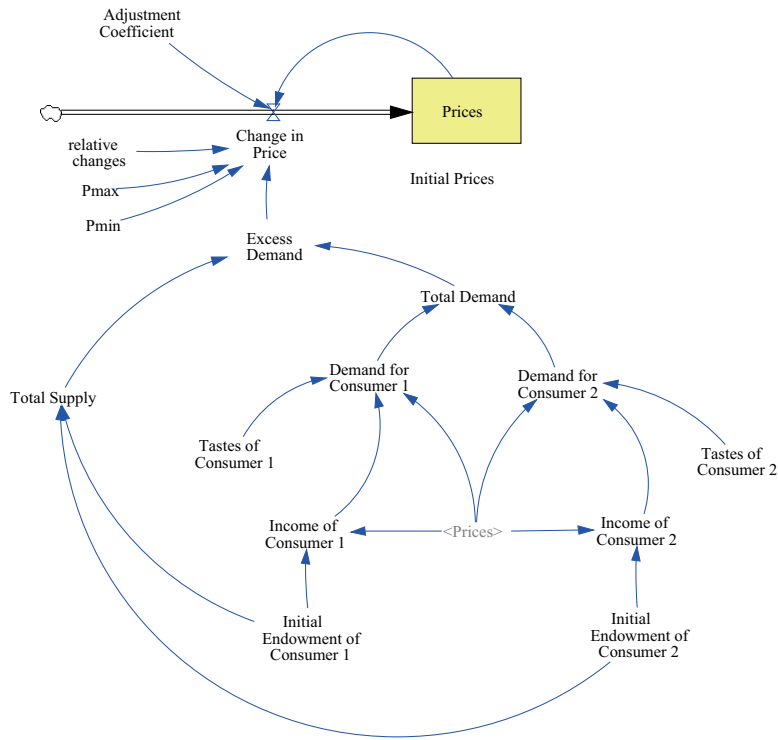 Adjustment
Coefficient
Prices
Change in
Price
relative
changes
Pmax
Pmin
Initial Prices
Excess
Demand
Total Demand
Demand for
Consumer 1
Demand for
Consumer 2
Total Supply
Tastes of
Consumer 1
Tastes of
Consumer 2
Income of
Consumer 1
<Prices>
Income of
Consumer 2
Initial
Endowment of
Consumer 1
Initial
Endowment of
Consumer 2